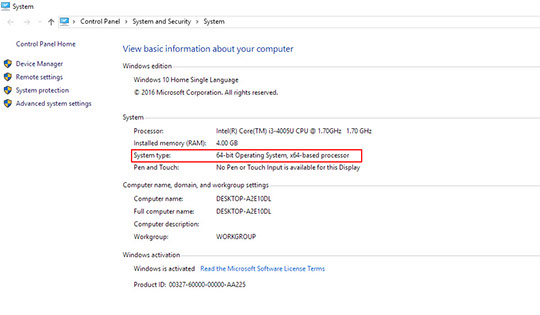 System
Control Panel > System and Security > System
Control Panel Home
Device Manager
Remote settings
System protection
Advanced system settings
View basic information about your computer
Windows edition
Windows 10 Home Single Language
© 2016 Microsoft Corporation. All rights reserved.
System
Processor: Intel(R) Core(TM) i3-4005U CPU @ 1.70GHz 1.70 GHz
Installed memory (RAM): 4.00 GB
System type: 64-bit Operating System, x64-based processor
Pen and Touch: No Pen or Touch Input is available for this Display
Computer name, domain, and workgroup settings
Computer name: DESKTOP-A2E10DL
Full computer name: DESKTOP-A2E10DL
Computer description:
Workgroup: WORKGROUP
Windows activation
Windows is activated Read the Microsoft Software License Terms
Product ID: 00327-60000-00000-AA225